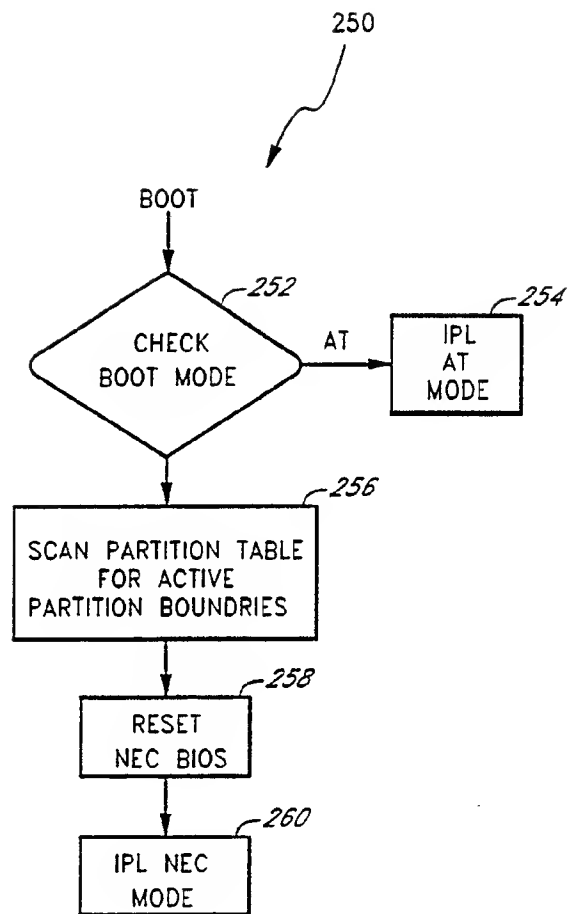 250
BOOT
252
CHECK
BOOT MODE
AT
254
IPL
AT
MODE
256
SCAN PARTITION TABLE
FOR ACTIVE
PARTITION BOUNDRIES
258
RESET
NEC BIOS
260
IPL NEC
MODE